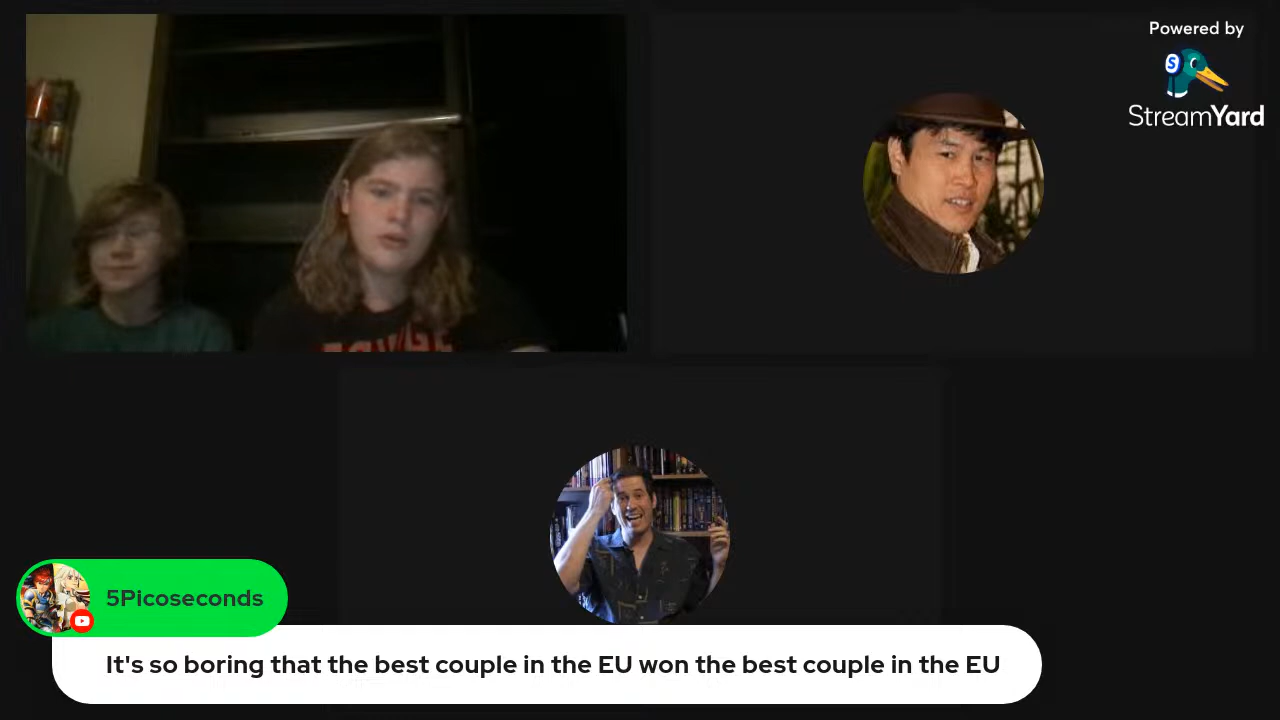 Powered by
StreamYard
5Picoseconds
It's so boring that the best couple in the EU won the best couple in the EU